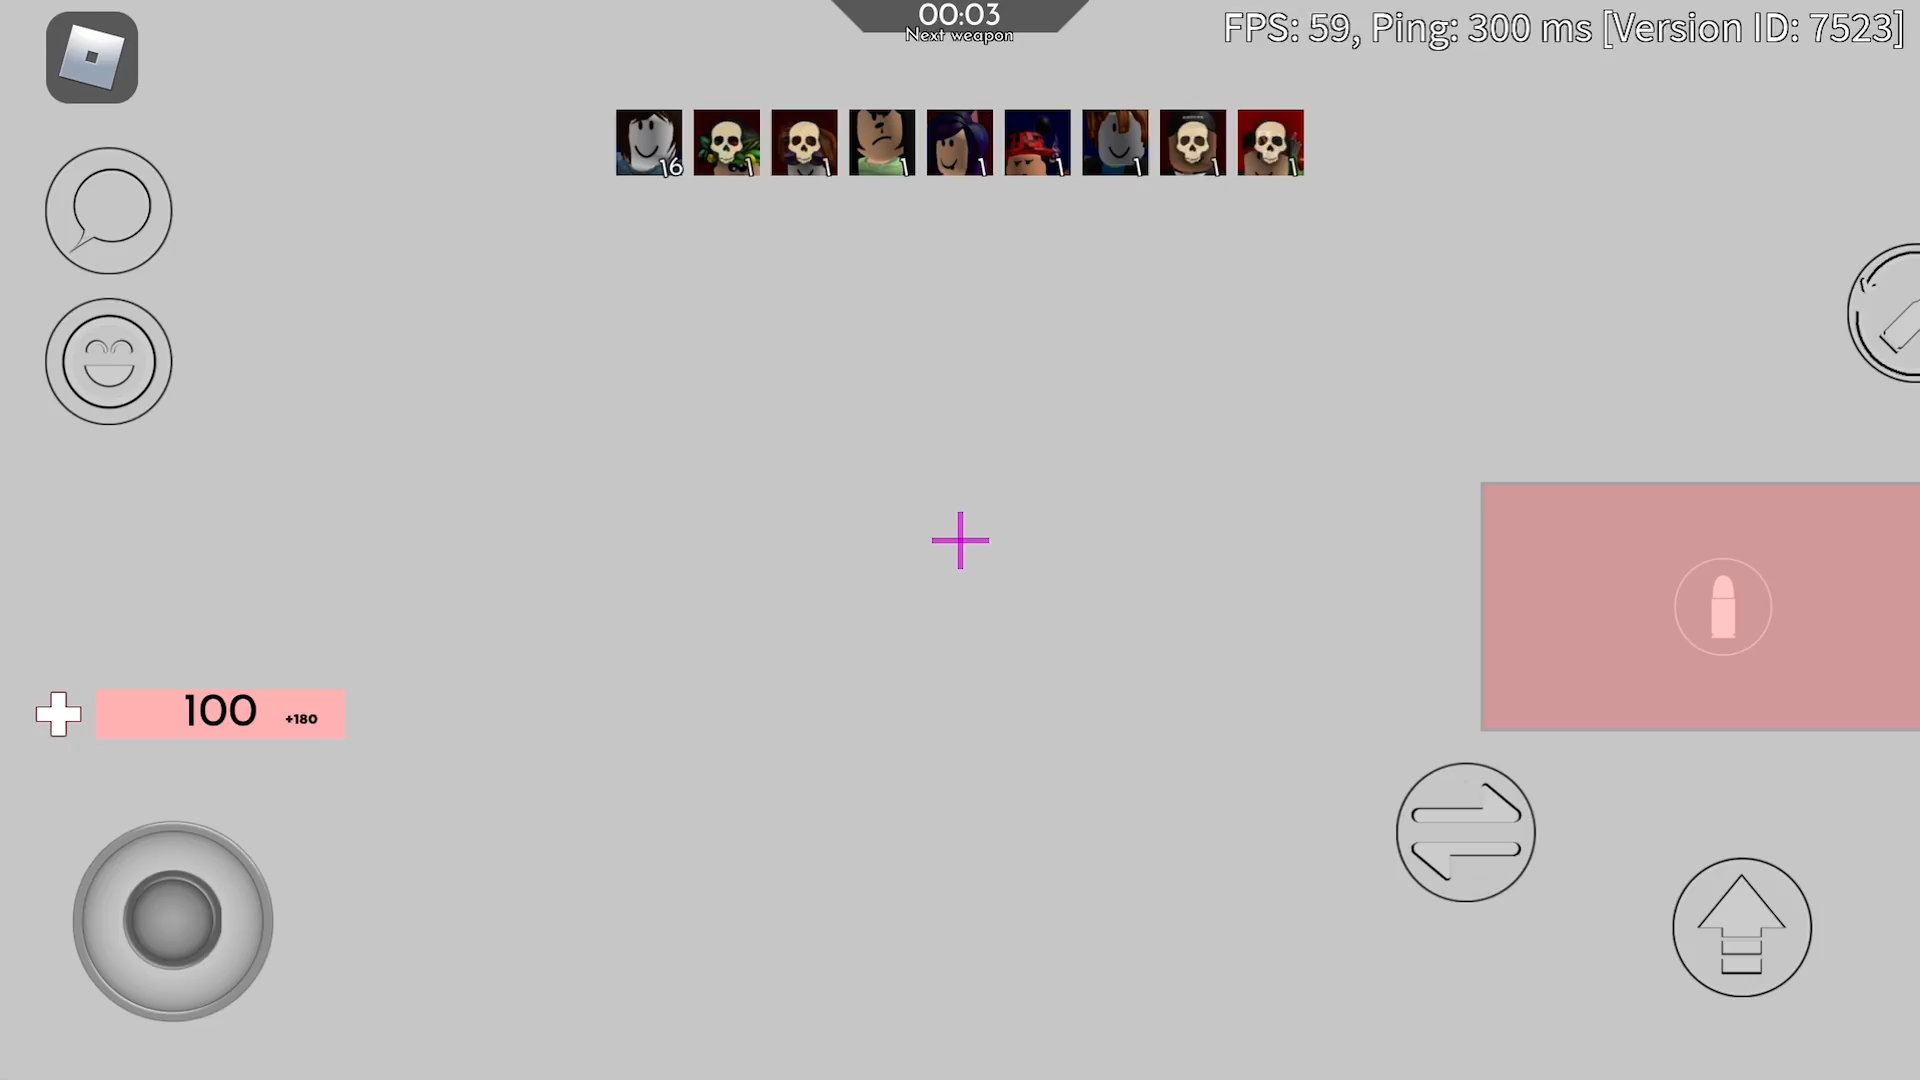 00:03
Next weapon
FPS: 59, Ping: 300 ms [Version ID: 7523]
16 1 1 1 1 1 1 1 1
100 +180